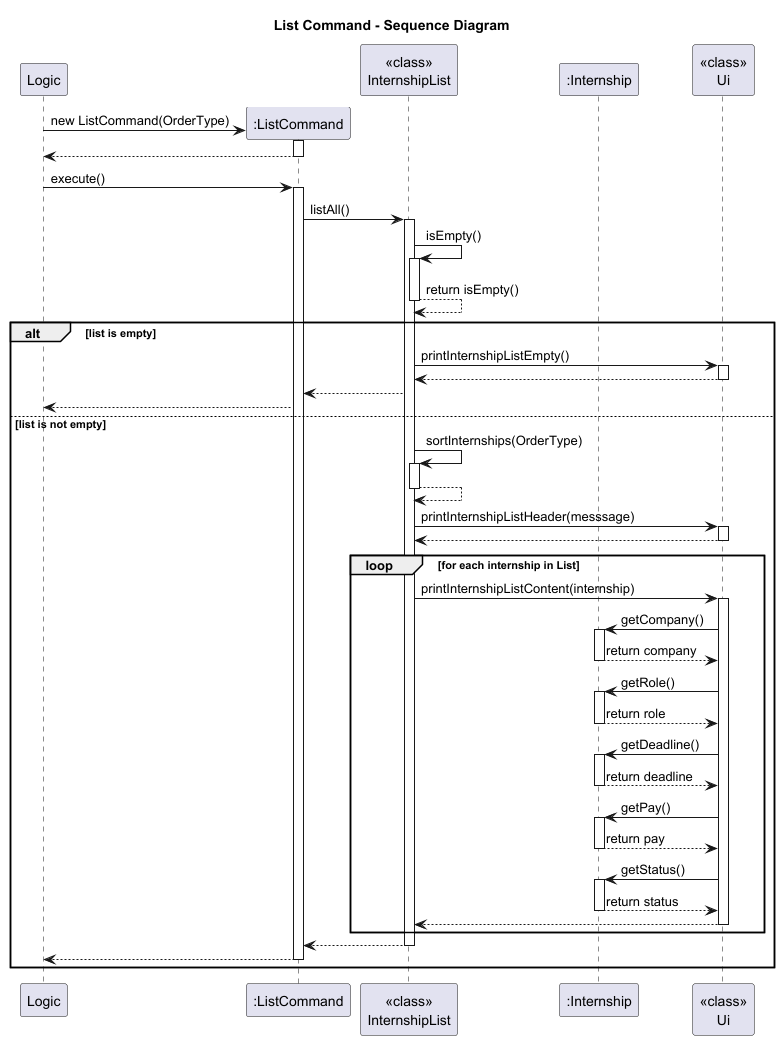 List Command - Sequence Diagram
Logic
«class»
InternshipList
:Internship
«class»
Ui
new ListCommand(OrderType)
:ListCommand
execute()
listAll()
isEmpty()
return isEmpty()
alt
[list is empty]
printInternshipListEmpty()
[list is not empty]
sortInternships(OrderType)
printInternshipListHeader(messsage)
loop
[for each internship in List]
printInternshipListContent(internship)
getCompany()
return company
getRole()
return role
getDeadline()
return deadline
getPay()
return pay
getStatus()
return status
Logic
:ListCommand
«class»
InternshipList
:Internship
«class»
Ui